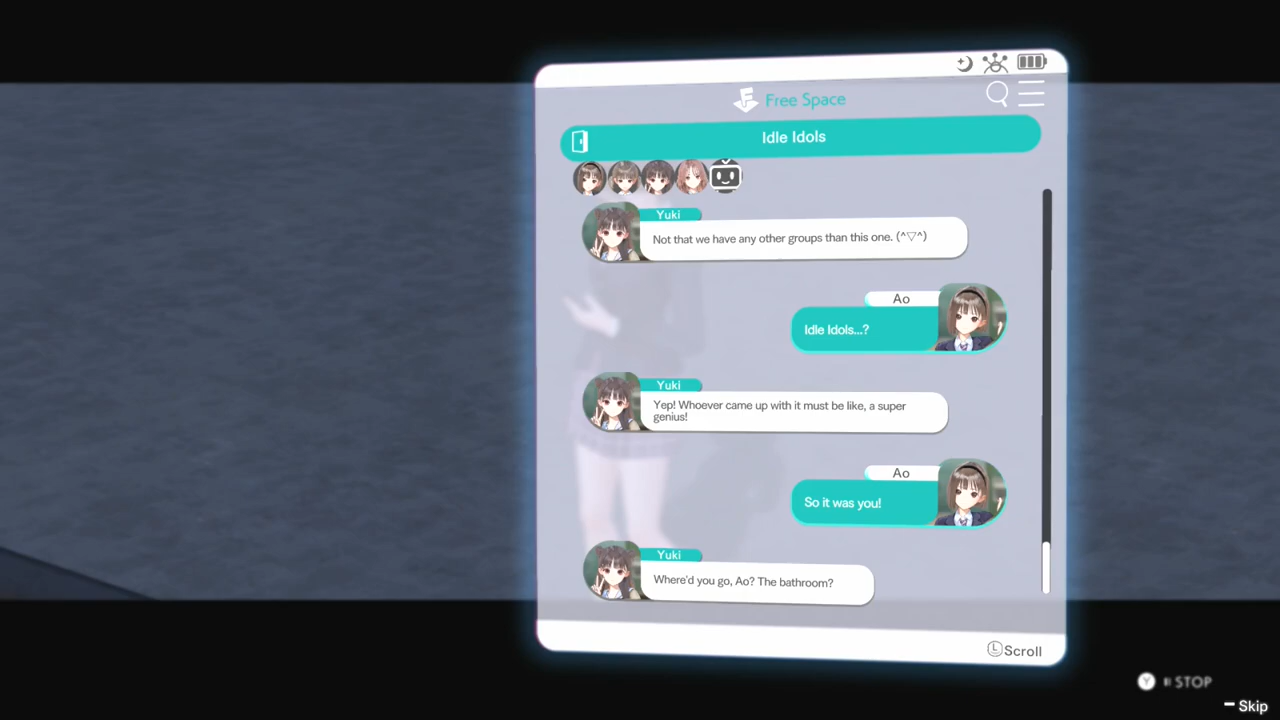 Free Space
Idle Idols
Yuki
Not that we have any other groups than this one. (^▽^)
Ao
Idle Idols...?
Yuki
Yep! Whoever came up with it must be like, a super
genius!
Ao
So it was you!
Yuki
Where'd you go, Ao? The bathroom?
L Scroll
Y STOP
Skip